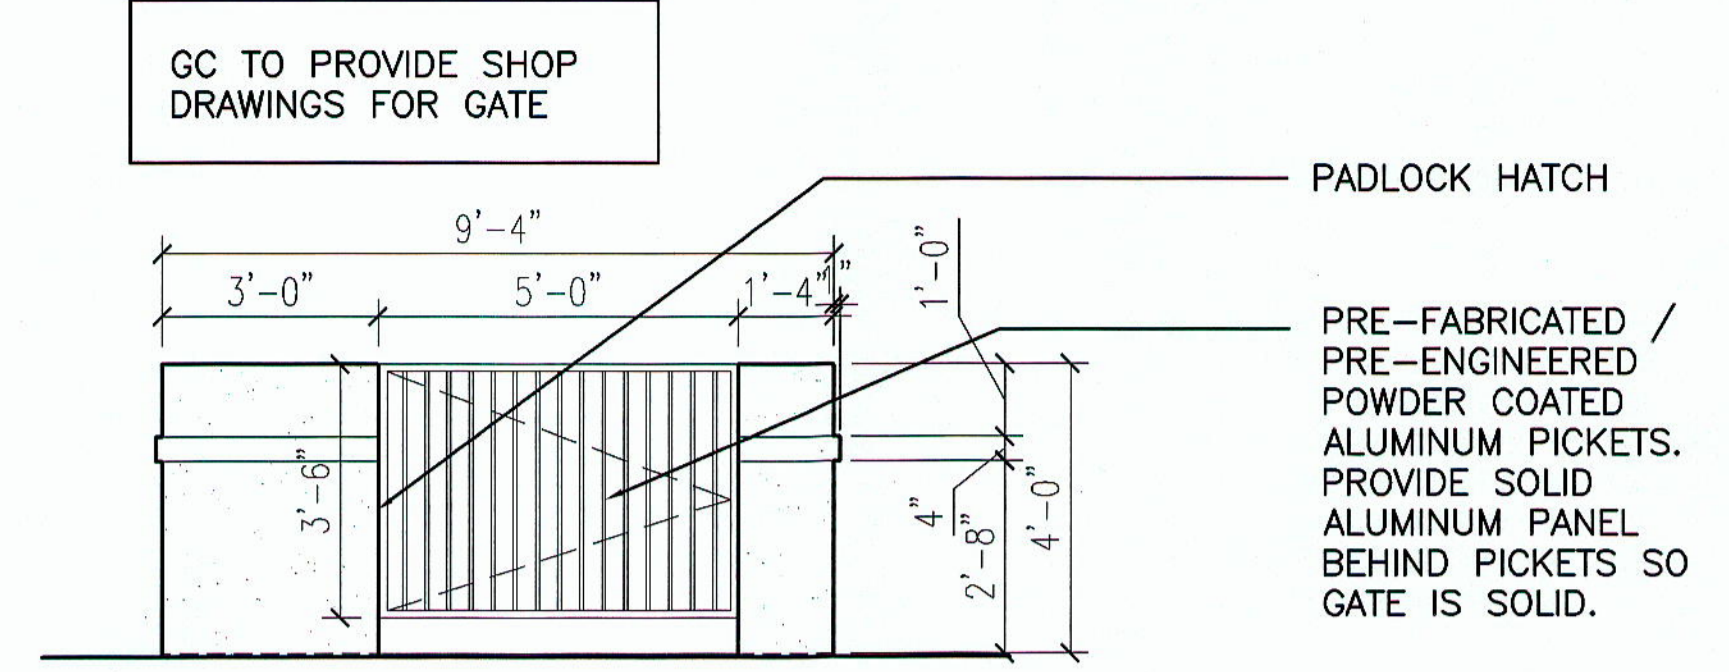 GC TO PROVIDE SHOP
DRAWINGS FOR GATE
PADLOCK HATCH
9'-4"
3'-0"
5'-0"
1'-4"
1"
1'-0"
PRE-FABRICATED /
PRE-ENGINEERED
POWDER COATED
ALUMINUM PICKETS.
PROVIDE SOLID
ALUMINUM PANEL
BEHIND PICKETS SO
GATE IS SOLID.
3'-6"
4"
2'-8"
4'-0"